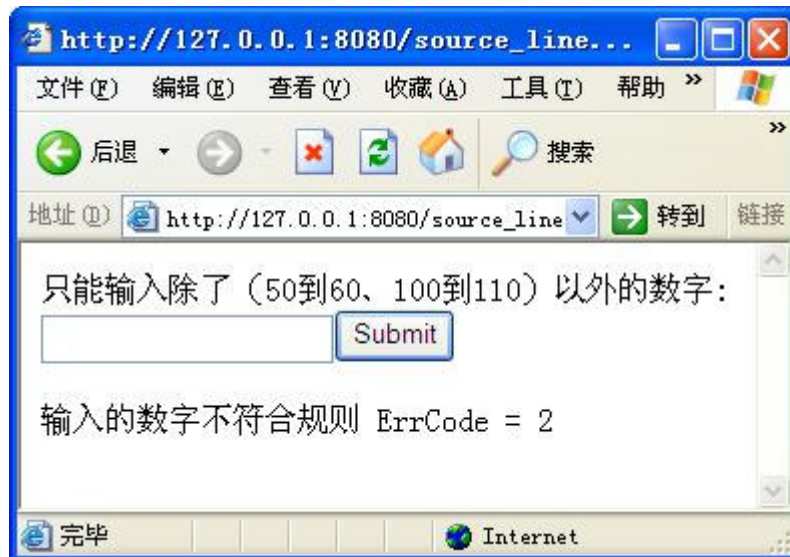 http://127.0.0.1:8080/source_line...
文件(F) 编辑(E) 查看(V) 收藏(A) 工具(T) 帮助 »
后退 搜索 »
地址(D) http://127.0.0.1:8080/source_line 转到 链接
只能输入除了（50到60、100到110）以外的数字:
Submit
输入的数字不符合规则 ErrCode = 2
完毕 Internet